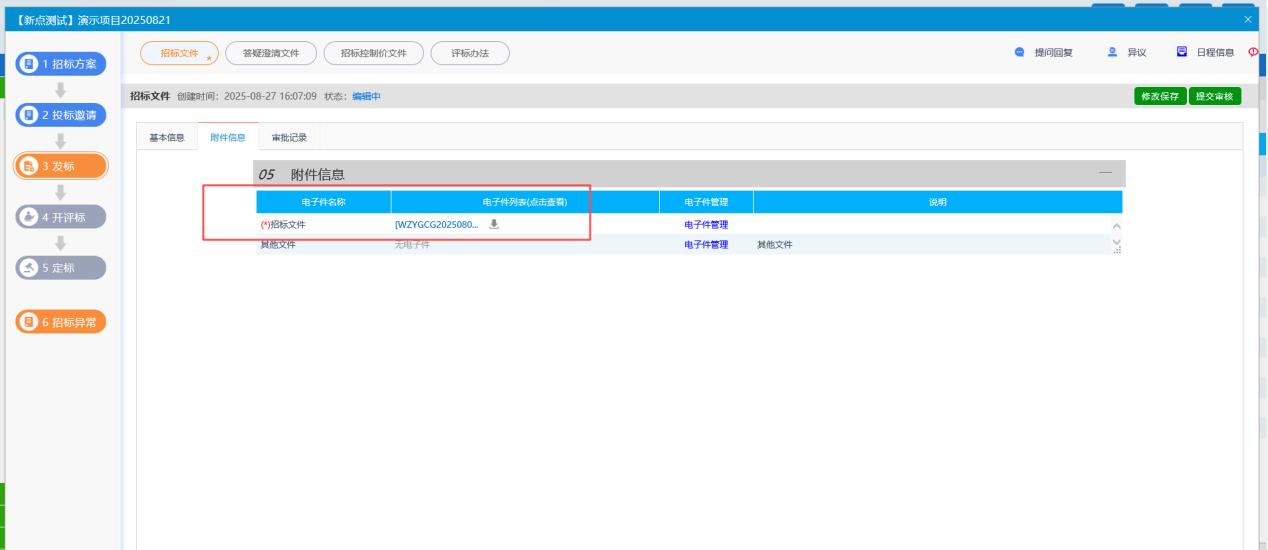 【新点测试】演示项目20250821
×
1 招标方案
2 投标邀请
3 发标
4 开评标
5 定标
6 招标异常
招标文件 *
答疑澄清文件
招标控制价文件
评标办法
提问回复
异议
日程信息
招标文件 创建时间：2025-08-27 16:07:09 状态：编辑中
修改保存
提交审核
基本信息
附件信息
审批记录
05 附件信息
电子件名称 电子件列表(点击查看) 电子件管理 说明
(*)招标文件 [WZYGCG2025080... 电子件管理
其他文件 无电子件 电子件管理 其他文件